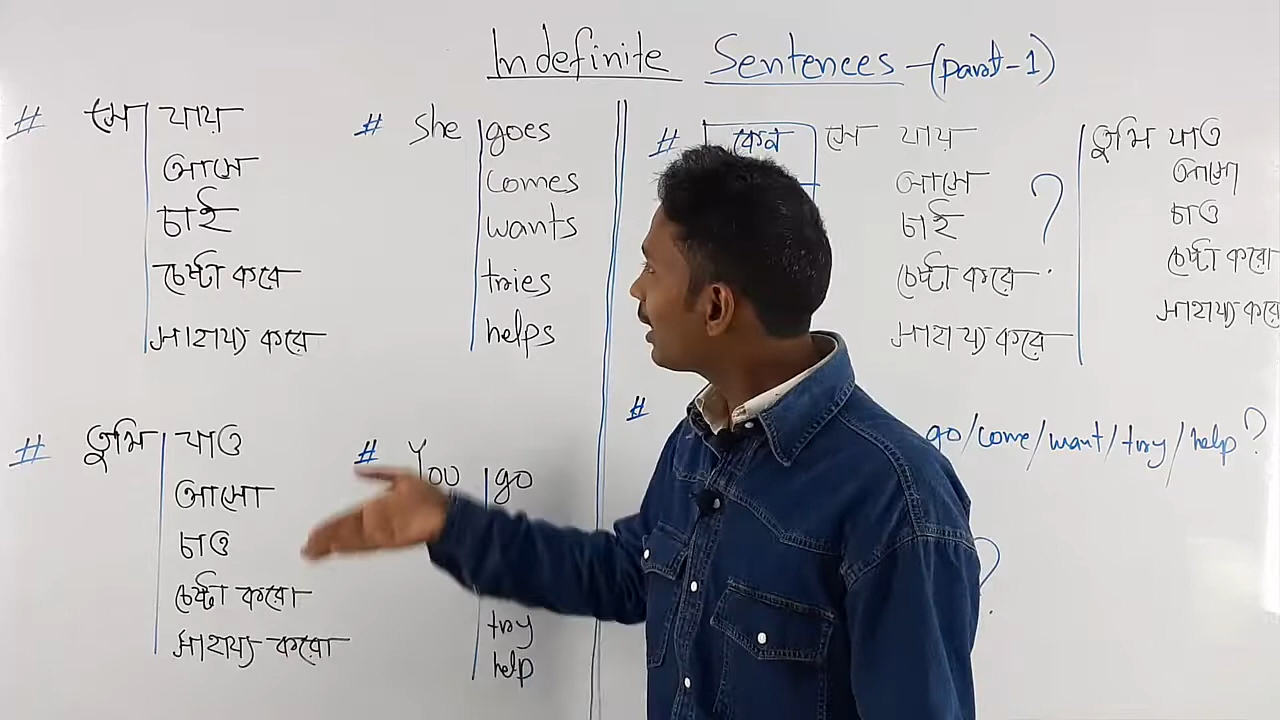 Indefinite Sentences - (part-1)
# সে যায়
আসে
চাই
চেষ্টা করে
সাহায্য করে
# She goes
comes
wants
tries
helps
# তুমি যাও
আসো
চাও
চেষ্টা করো
সাহায্য করো
# You go
try
help
# কেন সে যায়
আসে
চাই
চেষ্টা করে
সাহায্য করে
?
তুমি যাও
আসো
চাও
চেষ্টা করো
সাহায্য করো
#
go/come/want/try/help?
?